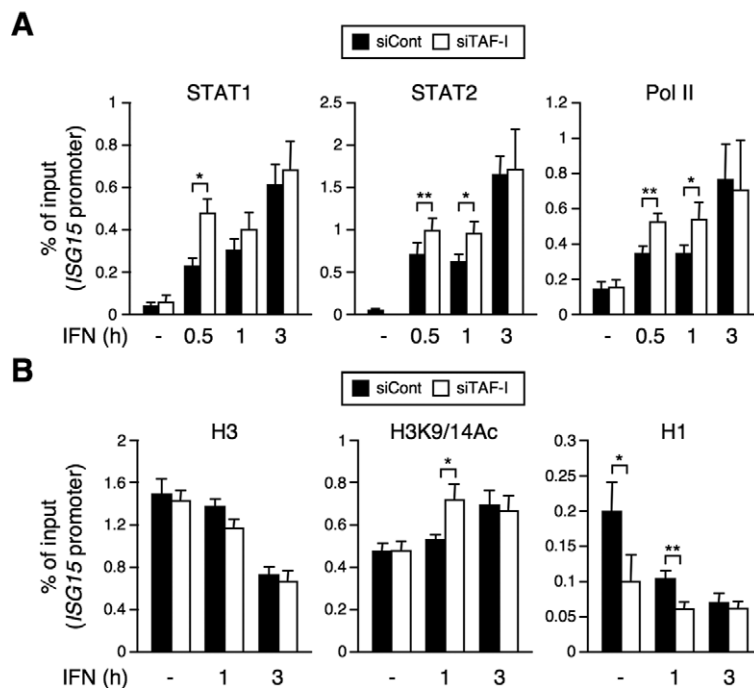 A
siCont siTAF-I
STAT1
STAT2
Pol II
% of input
(ISG15 promoter)
1
0.8
0.6
0.4
0.2
0
*
2.5
2
1.5
1
0.5
0
** *
1.2
1
0.8
0.6
0.4
0.2
0
** *
IFN (h) - 0.5 1 3 - 0.5 1 3 - 0.5 1 3
B
siCont siTAF-I
H3
H3K9/14Ac
H1
% of input
(ISG15 promoter)
2
1.6
1.2
0.8
0.4
0
1
0.8
0.6
0.4
0.2
0
*
0.3
0.25
0.2
0.15
0.1
0.05
0
*
**
IFN (h) - 1 3 - 1 3 - 1 3